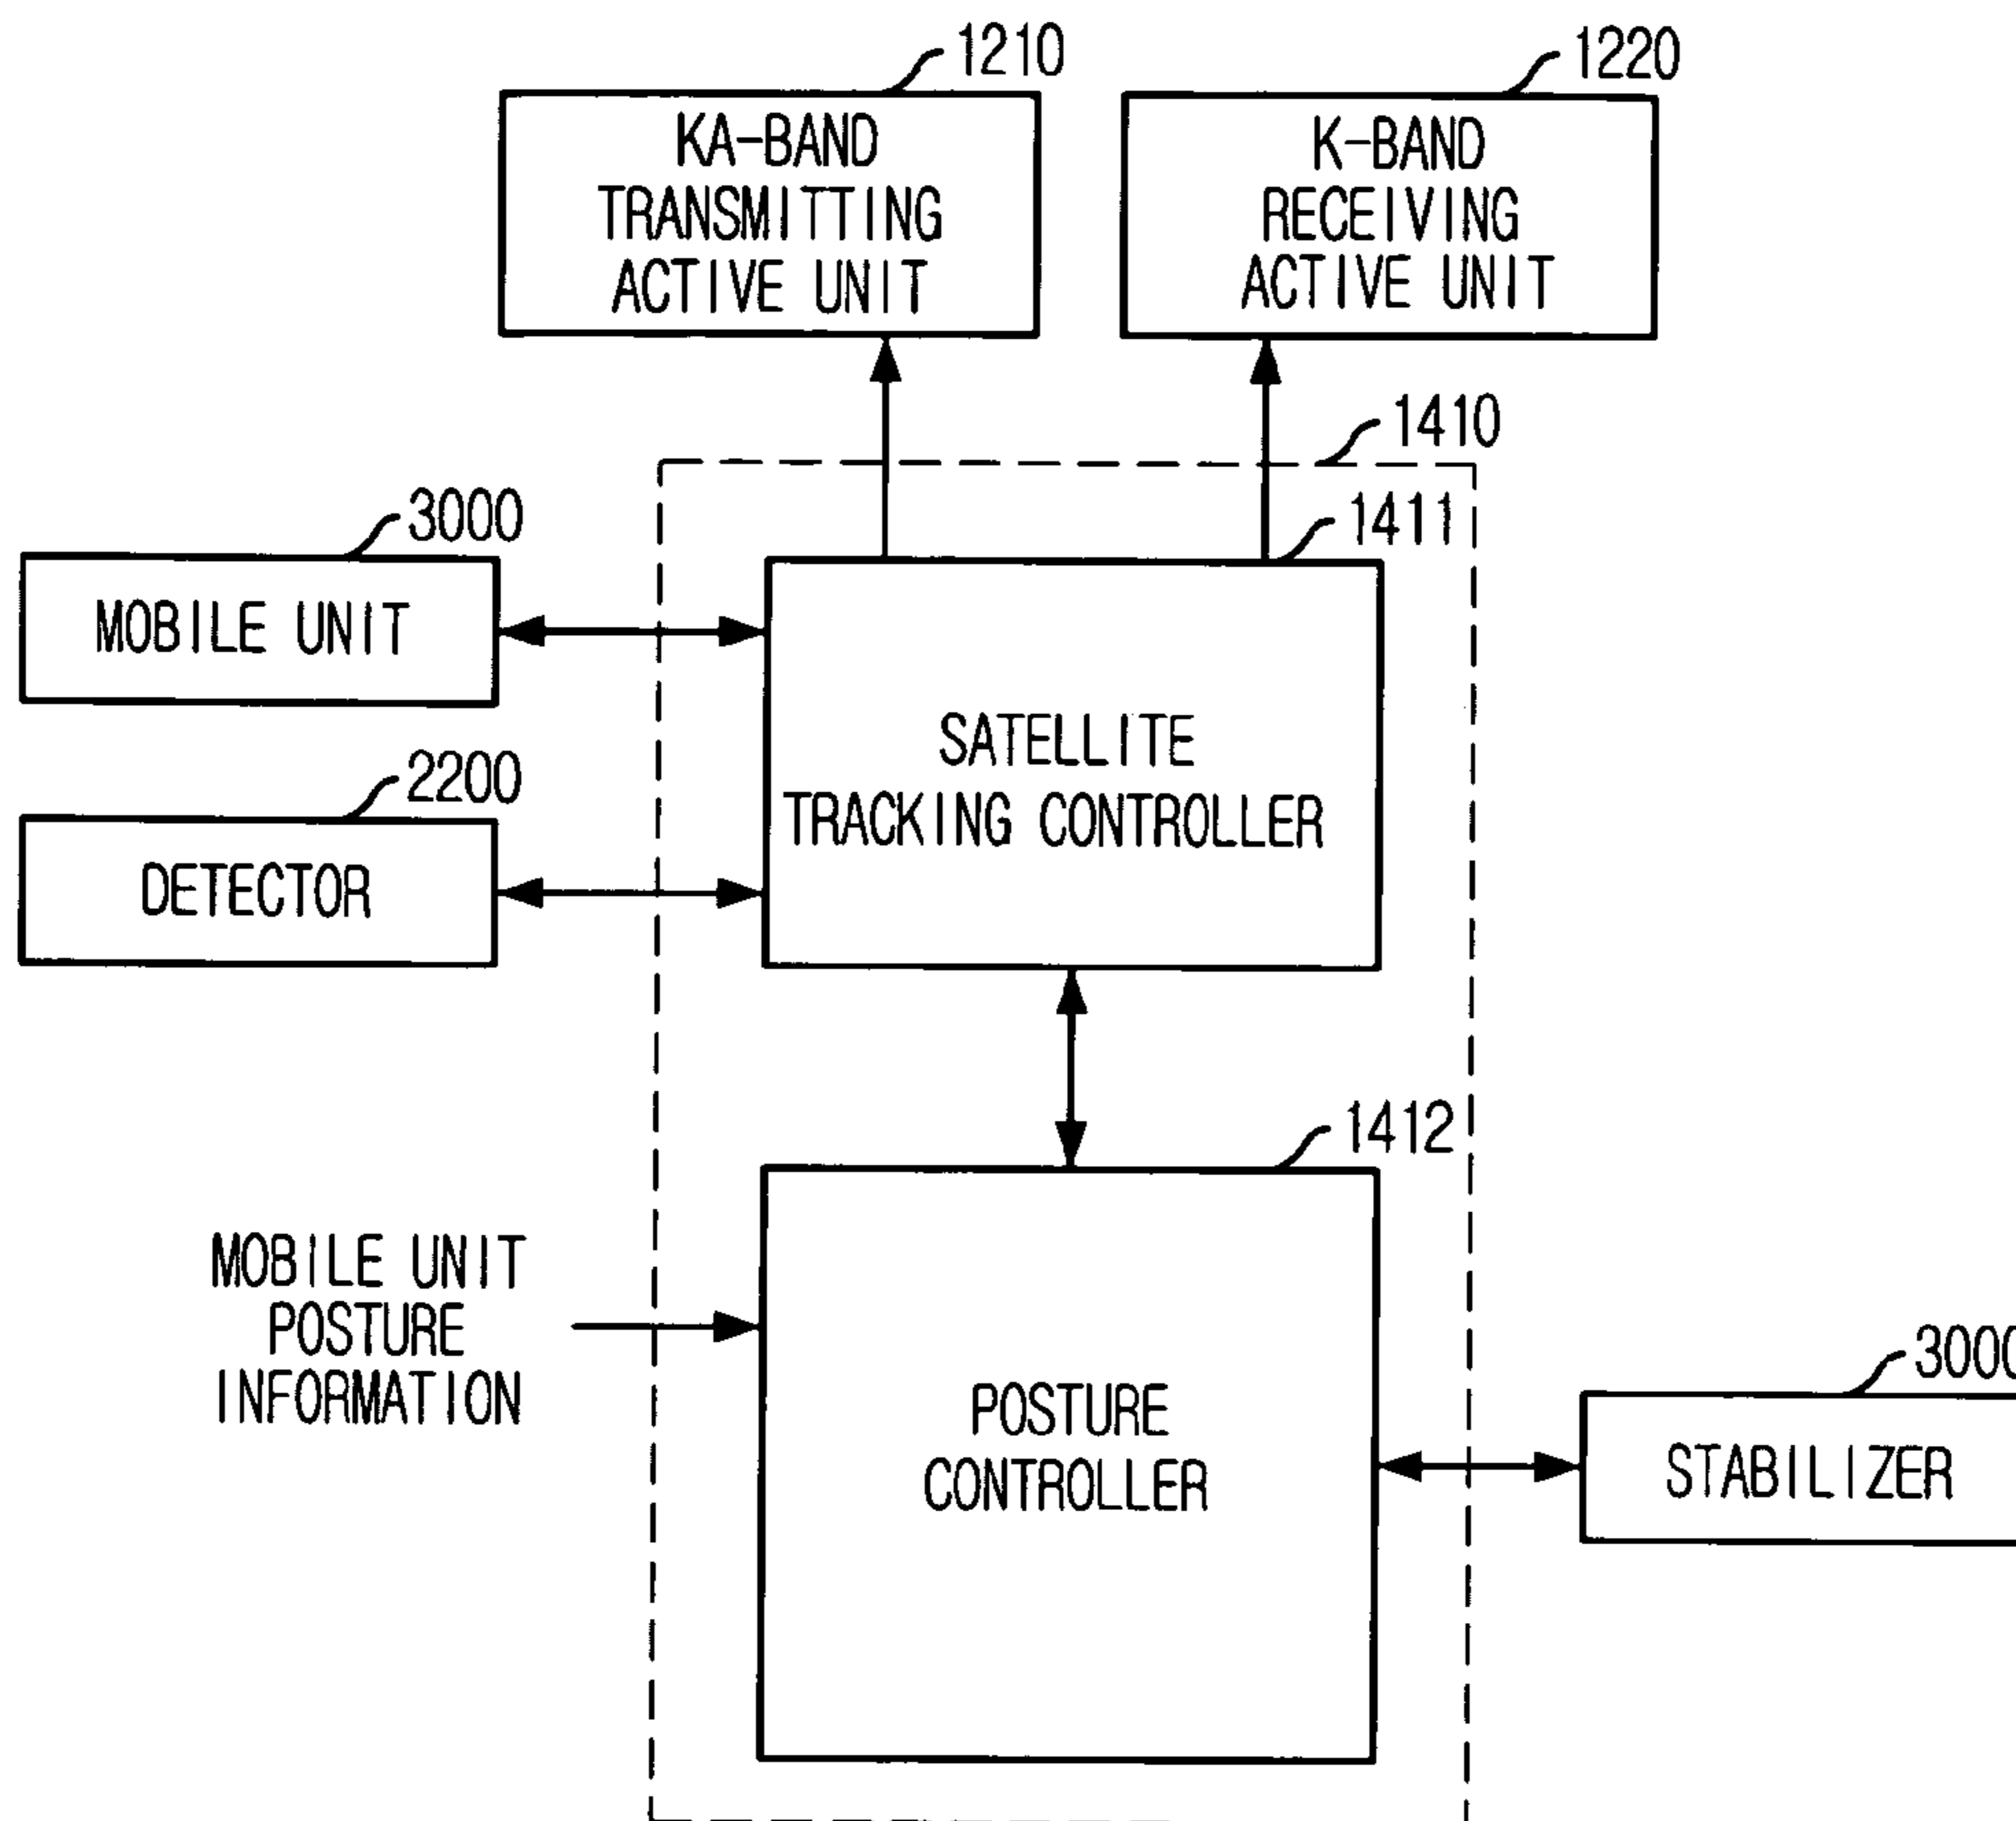 1210
KA-BAND
TRANSMITTING
ACTIVE UNIT
1220
K-BAND
RECEIVING
ACTIVE UNIT
1410
1411
3000
MOBILE UNIT
SATELLITE
TRACKING CONTROLLER
2200
DETECTOR
1412
MOBILE UNIT
POSTURE
INFORMATION
POSTURE
CONTROLLER
3000
STABILIZER